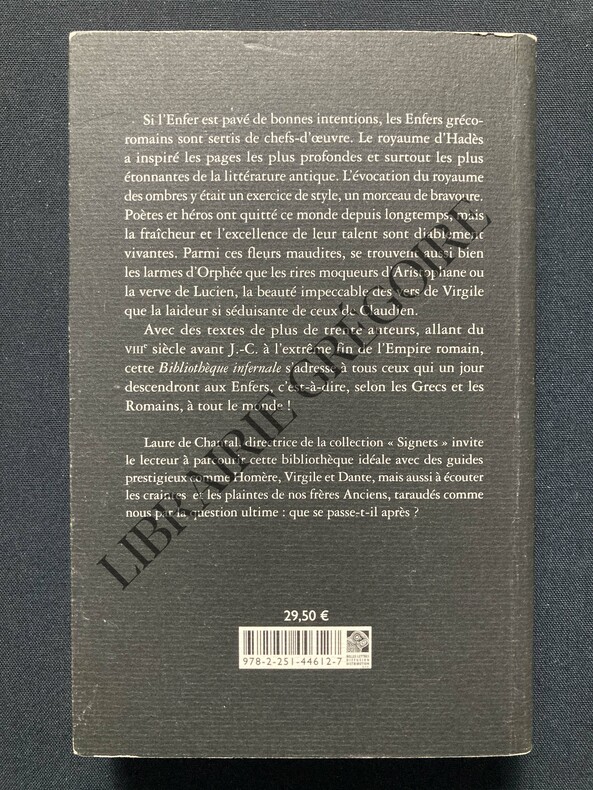 Si l'Enfer est pavé de bonnes intentions, les Enfers gréco-
romains sont sertis de chefs-d'œuvre. Le royaume d'Hadès
a inspiré les pages les plus profondes et surtout les plus
étonnantes de la littérature antique. L'évocation du royaume
des ombres y était un exercice de style, un morceau de bravoure.
Poètes et héros ont quitté ce monde depuis longtemps, mais
la fraîcheur et l'excellence de leur talent sont diablement
vivantes. Parmi ces fleurs maudites, se trouvent aussi bien
les larmes d'Orphée que les rires moqueurs d'Aristophane ou
la verve de Lucien, la beauté impeccable des vers de Virgile
que la laideur si séduisante de ceux de Claudien.
Avec des textes de plus de trente auteurs, allant du
VIIIe siècle avant J.-C. à l'extrême fin de l'Empire romain,
cette Bibliothèque infernale s'adresse à tous ceux qui un jour
descendront aux Enfers, c'est-à-dire, selon les Grecs et les
Romains, à tout le monde !
Laure de Chantal, directrice de la collection « Signets » invite
le lecteur à parcourir cette bibliothèque idéale avec des guides
prestigieux comme Homère, Virgile et Dante, mais aussi à écouter
les craintes et les plaintes de nos frères Anciens, taraudés comme
nous par la question ultime : que se passe-t-il après ?
LIBRAIRIE GREGOIRE
29,50 €
978-2-251-44612-7
BELLES LETTRES
DIFFUSION
DISTRIBUTION